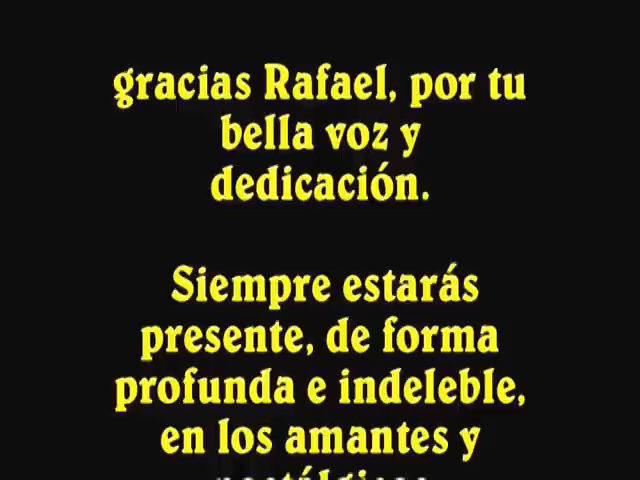 gracias Rafael, por tu
bella voz y
dedicación.
Siempre estarás
presente, de forma
profunda e indeleble,
en los amantes y